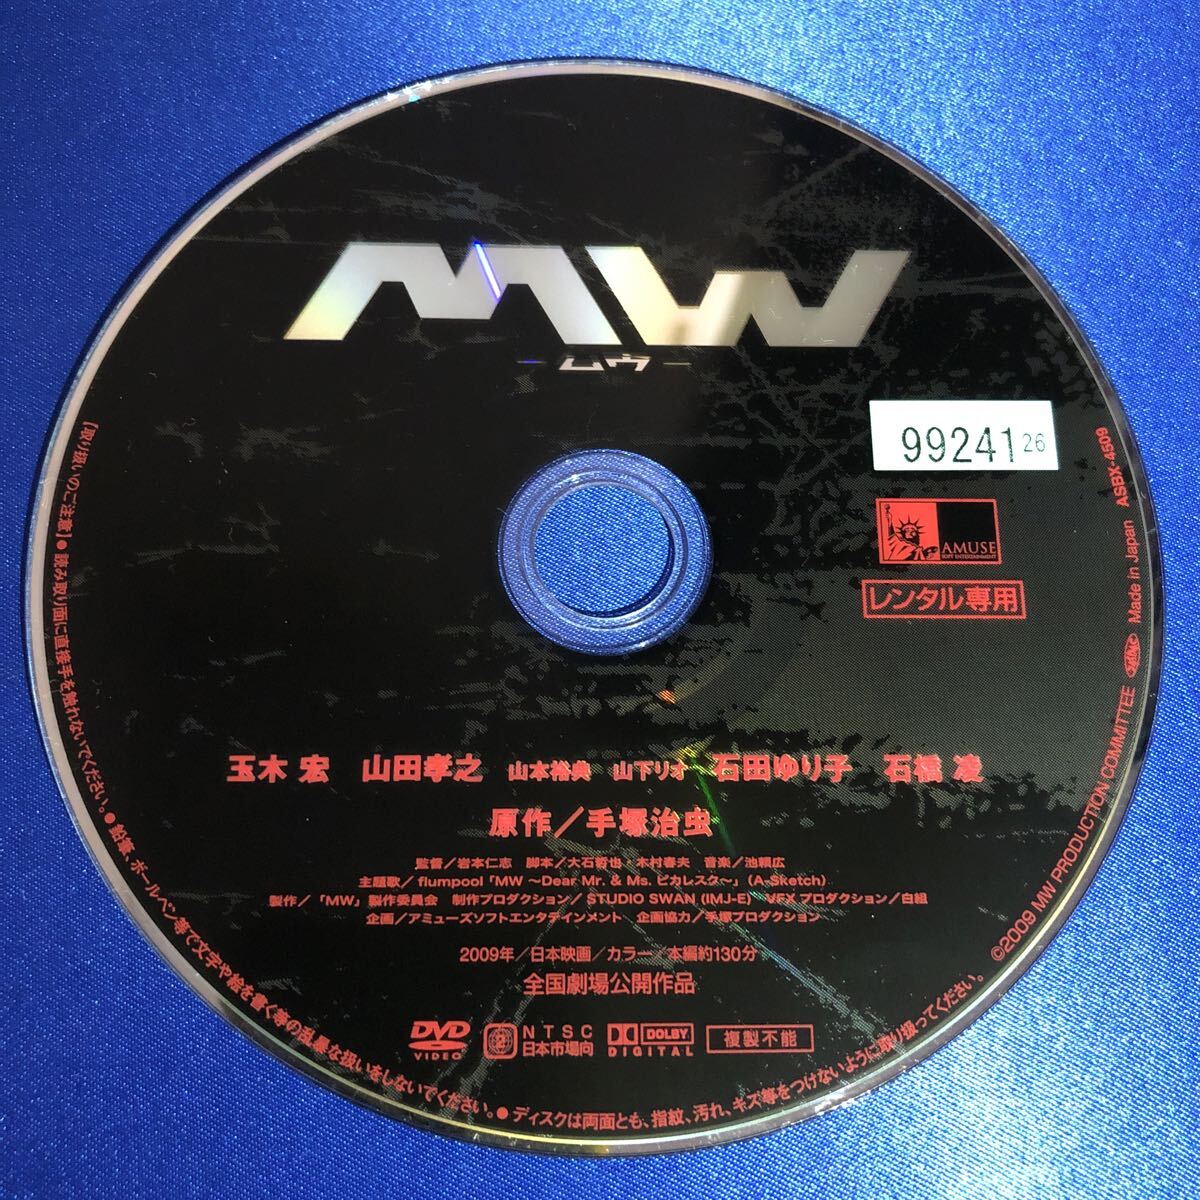 MW
-ムウ-
99241 26
AMUSE
SOFT ENTERTAINMENT
レンタル専用
玉木 宏 山田孝之 山本裕典 山下リオ 石田ゆり子 石橋 凌
原作／手塚治虫
監督／岩本仁志 脚本／大石哲也・木村春夫 音楽／池頼広
主題歌／flumpool「MW ～Dear Mr. & Ms. ピカレスク～」(A-Sketch)
製作／「MW」製作委員会 制作プロダクション／STUDIO SWAN (IMJ-E) VFXプロダクション／白組
企画／アミューズソフトエンタテインメント 企画協力／手塚プロダクション
2009年／日本映画／カラー／本編約130分
全国劇場公開作品
DVD VIDEO
2
NTSC
日本市場向
DOLBY
DIGITAL
複製不能
【取り扱いのご注意】●読み取り面に直接手を触れないでください。●鉛筆、ボールペン等で文字や絵を書く等の乱暴な扱いをしないでください。●ディスクは両面とも、指紋、汚れ、キズ等をつけないように取り扱ってください。
©2009 MW PRODUCTION COMMITTEE
Made in Japan
ASBX-4509